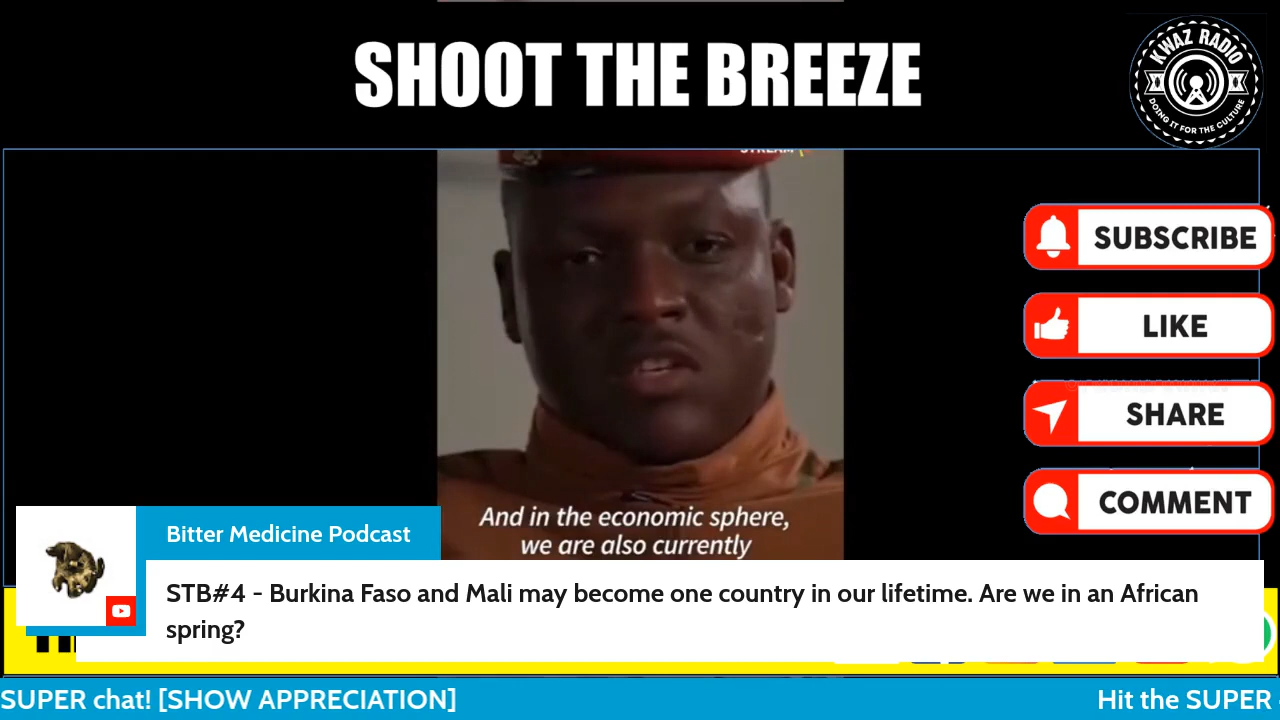 SHOOT THE BREEZE
KWAZ RADIO
DOING IT FOR THE CULTURE
SUBSCRIBE
LIKE
SHARE
COMMENT
And in the economic sphere,
we are also currently
Bitter Medicine Podcast
STB#4 - Burkina Faso and Mali may become one country in our lifetime. Are we in an African
spring?
SUPER chat! [SHOW APPRECIATION]
Hit the SUPER